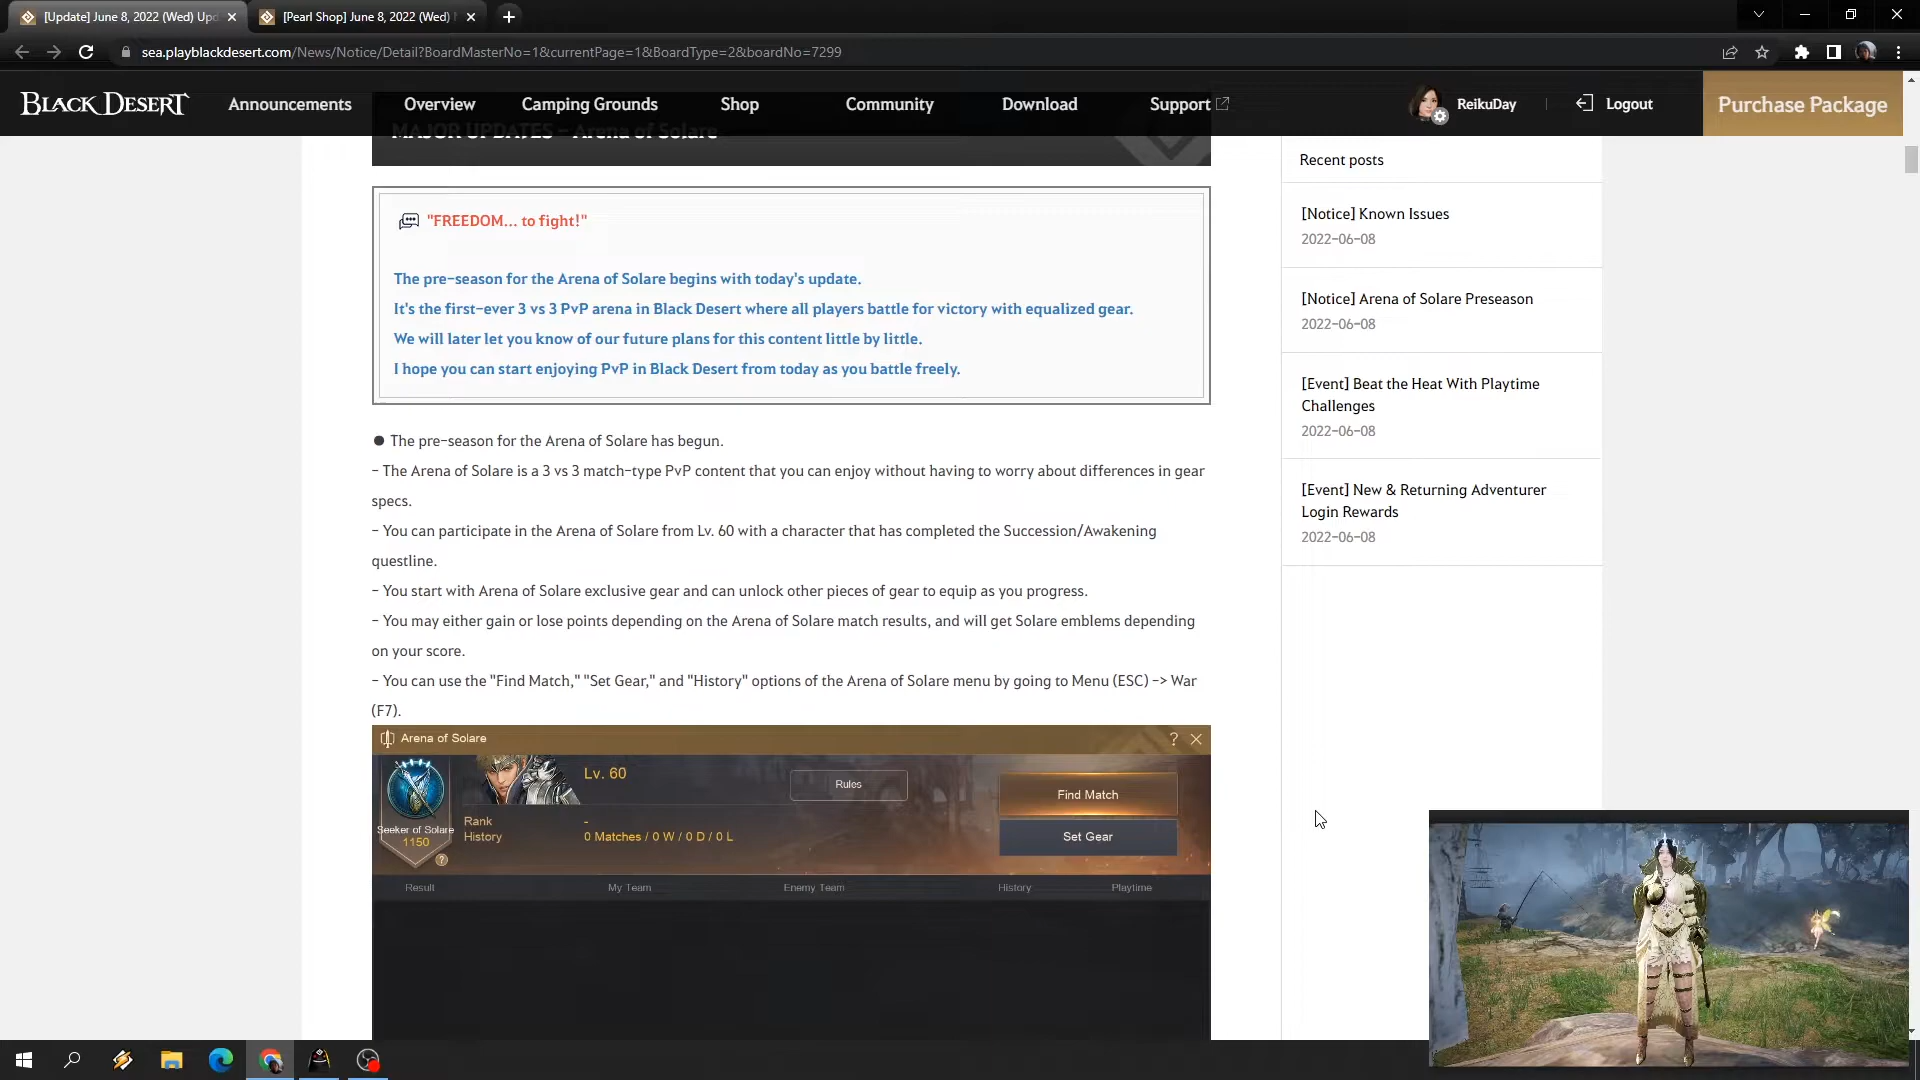 [Update] June 8, 2022 (Wed) Upd
[Pearl Shop] June 8, 2022 (Wed)
sea.playblackdesert.com/News/Notice/Detail?BoardMasterNo=1&currentPage=1&BoardType=2&boardNo=7299
BLACK DESERT
Announcements
Overview
Camping Grounds
Shop
Community
Download
Support
ReikuDay
Logout
Purchase Package
MAJOR UPDATES - Arena of Solare
"FREEDOM... to fight!"
The pre-season for the Arena of Solare begins with today's update.
It's the first-ever 3 vs 3 PvP arena in Black Desert where all players battle for victory with equalized gear.
We will later let you know of our future plans for this content little by little.
I hope you can start enjoying PvP in Black Desert from today as you battle freely.
● The pre-season for the Arena of Solare has begun.
- The Arena of Solare is a 3 vs 3 match-type PvP content that you can enjoy without having to worry about differences in gear
specs.
- You can participate in the Arena of Solare from Lv. 60 with a character that has completed the Succession/Awakening
questline.
- You start with Arena of Solare exclusive gear and can unlock other pieces of gear to equip as you progress.
- You may either gain or lose points depending on the Arena of Solare match results, and will get Solare emblems depending
on your score.
- You can use the "Find Match," "Set Gear," and "History" options of the Arena of Solare menu by going to Menu (ESC) -> War
(F7).
Arena of Solare
?
Lv. 60
Rules
Find Match
Seeker of Solare
1150
?
Rank
-
History
0 Matches / 0 W / 0 D / 0 L
Set Gear
Result
My Team
Enemy Team
History
Playtime
Recent posts
[Notice] Known Issues
2022-06-08
[Notice] Arena of Solare Preseason
2022-06-08
[Event] Beat the Heat With Playtime
Challenges
2022-06-08
[Event] New & Returning Adventurer
Login Rewards
2022-06-08